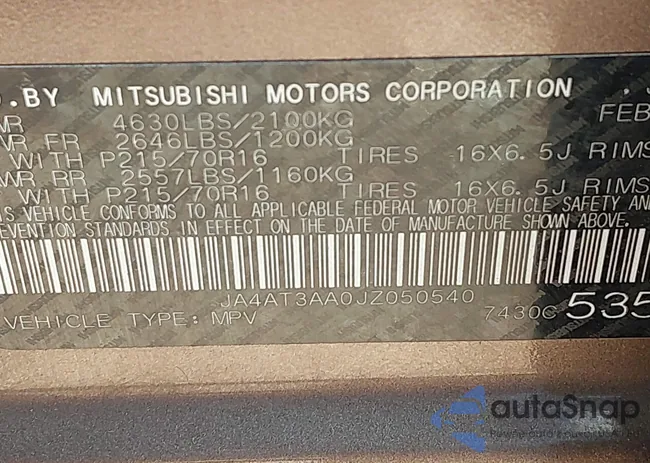 D. BY MITSUBISHI MOTORS CORPORATION
WR 4630LBS/2100KG FEB
WR FR 2646LBS/1200KG
WITH P215/70R16 TIRES 16X6.5J RIMS
WR RR 2557LBS/1160KG
WITH P215/70R16 TIRES 16X6.5J RIMS
IS VEHICLE CONFORMS TO ALL APPLICABLE FEDERAL MOTOR VEHICLE SAFETY AN
EVENTION STANDARDS IN EFFECT ON THE DATE OF MANUFACTURE SHOWN ABOVE.
JA4AT3AA0JZ050540
VEHICLE TYPE: MPV 7430C 535
autoSnap